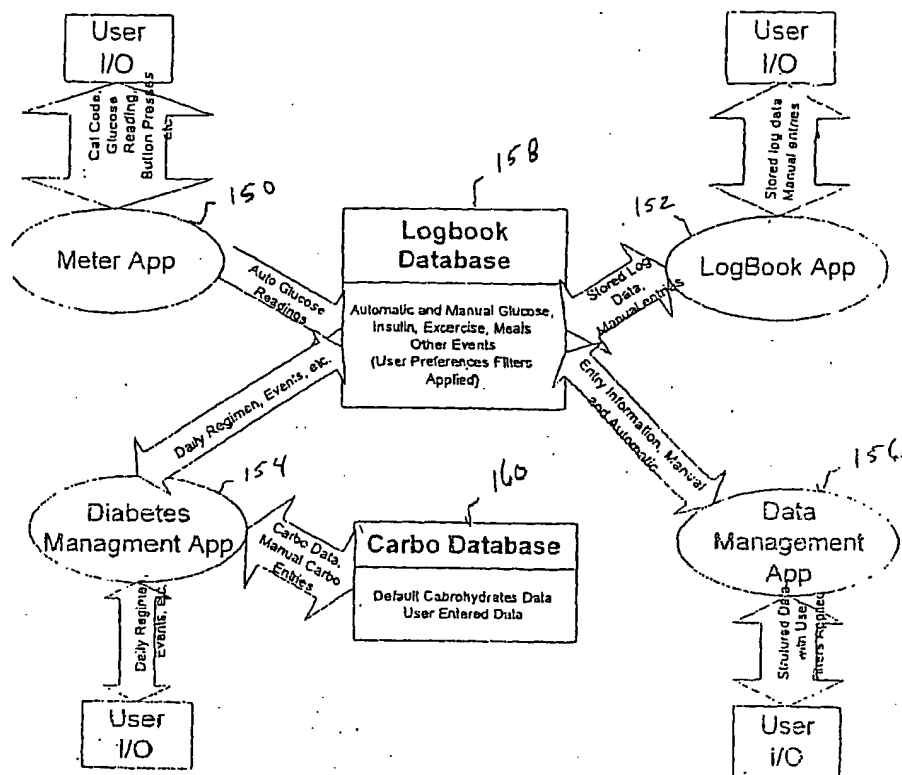 User
I/O
User
I/O
Cal Code,
Glucose
Reading,
Button Presses
etc.
Stored log data
Manual entries
158
150
152
Logbook
Database
Meter App
LogBook App
Auto Glucose
Readings
Stored Log
Data,
Manual entries
Automatic and Manual Glucose,
Insulin, Excercise, Meals
Other Events
(User Preferences Filters
Applied)
Daily Regimen, Events, etc.
Entry Information, Manual
and Automatic
154
160
156
Diabetes
Managment App
Carbo Data,
Manual Carbo
Entries
Carbo Database
Default Cabrohydrates Data
User Entered Data
Data
Management
App
Daily Regime
Events, etc.
Strutured Data
with User
Filters Applied
User
I/O
User
I/O